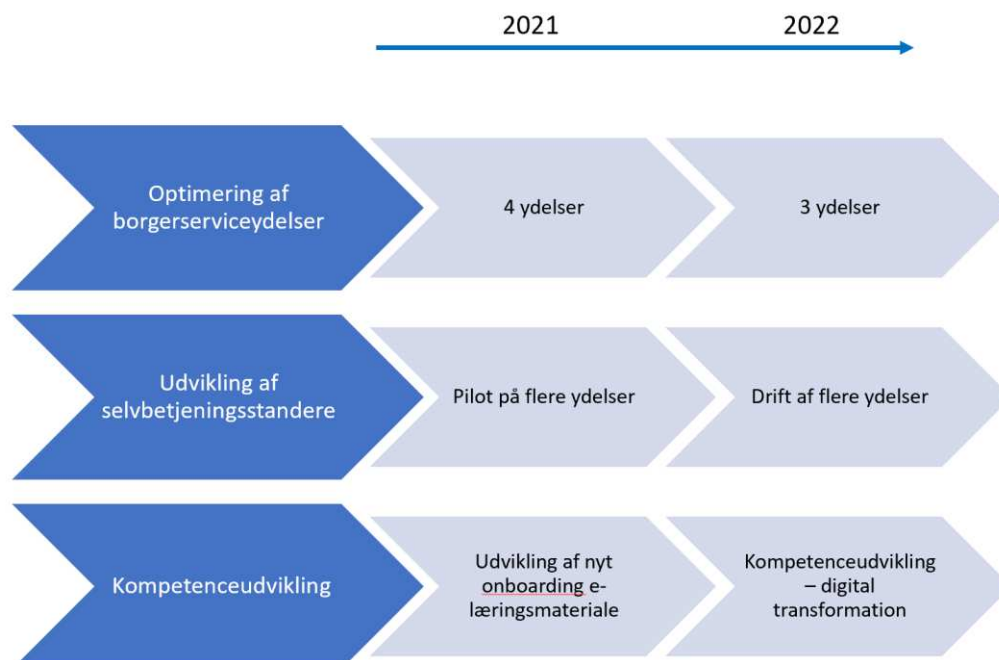 2021
2022
Optimering af
borgerserviceydelser
4 ydelser
3 ydelser
Udvikling af
selvbetjeningsstandere
Pilot på flere ydelser
Drift af flere ydelser
Kompetenceudvikling
Udvikling af nyt
onboarding e-
læringsmateriale
Kompetenceudvikling
– digital
transformation